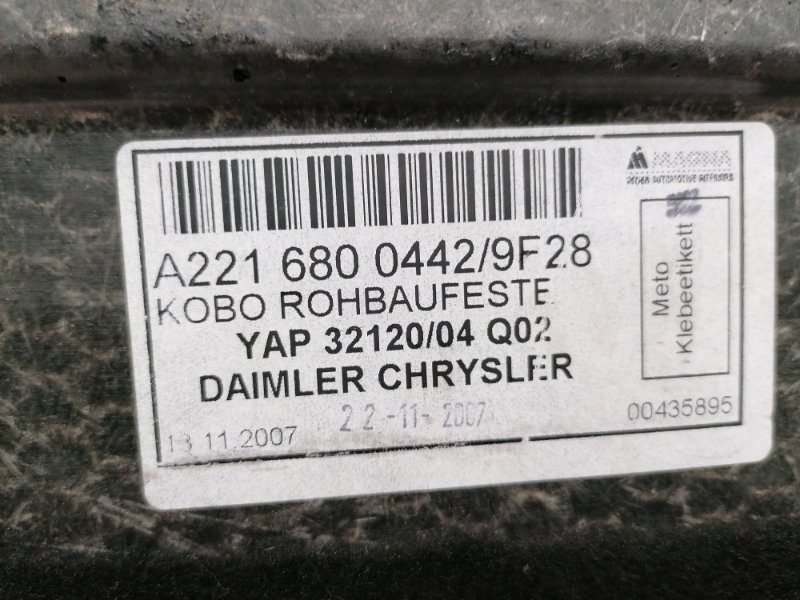 MAGNA
A221 680 0442/9F28
KOBO ROHBAUFESTE
YAP 32120/04 Q02
DAIMLER CHRYSLER
22-11-2007
13 11.2007
Meto
Klebeetikett
00435895